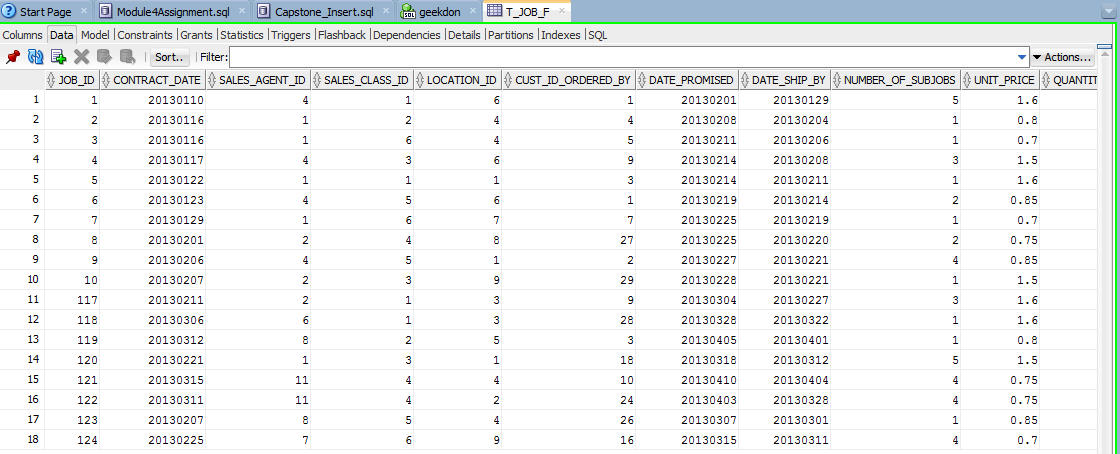 Start Page Module4Assignment.sql Capstone_Insert.sql geekdon T_JOB_F
Columns Data Model Constraints Grants Statistics Triggers Flashback Dependencies Details Partitions Indexes SQL
Sort.. Filter: Actions...
JOB_ID CONTRACT_DATE SALES_AGENT_ID SALES_CLASS_ID LOCATION_ID CUST_ID_ORDERED_BY DATE_PROMISED DATE_SHIP_BY NUMBER_OF_SUBJOBS UNIT_PRICE QUANTIT
1 1 20130110 4 1 6 1 20130201 20130129 5 1.6
2 2 20130116 1 2 4 4 20130208 20130204 1 0.8
3 3 20130116 1 6 4 5 20130211 20130206 1 0.7
4 4 20130117 4 3 6 9 20130214 20130208 3 1.5
5 5 20130122 1 1 1 3 20130214 20130211 1 1.6
6 6 20130123 4 5 6 1 20130219 20130214 2 0.85
7 7 20130129 1 6 7 7 20130225 20130219 1 0.7
8 8 20130201 2 4 8 27 20130225 20130220 2 0.75
9 9 20130206 4 5 1 2 20130227 20130221 4 0.85
10 10 20130207 2 3 9 29 20130228 20130221 1 1.5
11 117 20130211 2 1 3 9 20130304 20130227 3 1.6
12 118 20130306 6 1 3 28 20130328 20130322 1 1.6
13 119 20130312 8 2 5 3 20130405 20130401 1 0.8
14 120 20130221 1 3 1 18 20130318 20130312 5 1.5
15 121 20130315 11 4 4 10 20130410 20130404 4 0.75
16 122 20130311 11 4 2 24 20130403 20130328 4 0.75
17 123 20130207 8 5 4 26 20130307 20130301 1 0.85
18 124 20130225 7 6 9 16 20130315 20130311 4 0.7